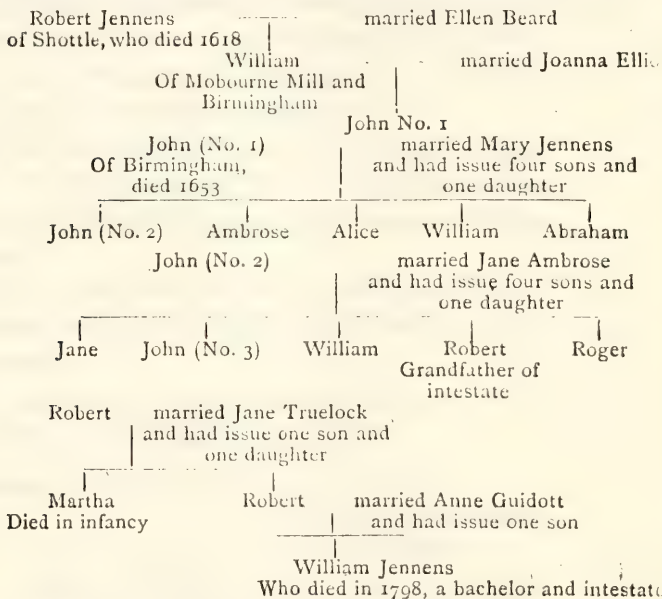 Robert Jennens married Ellen Beard
of Shottle, who died 1618
William married Joanna
Of Mobourne Mill and
Birmingham
John No. 1
John (No. 1) married Mary Jennens
Of Birmingham, and had issue four sons and
died 1653 one daughter
John (No. 2) Ambrose Alice William Abraham
John (No. 2) married Jane Ambrose
and had issue four sons and
one daughter
Jane John (No. 3) William Robert Roger
Grandfather of
intestate
Robert married Jane Truelock
and had issue one son and
one daughter
Martha Robert married Anne Guidott
Died in infancy and had issue one son
William Jennens
Who died in 1798, a bachelor and intestate